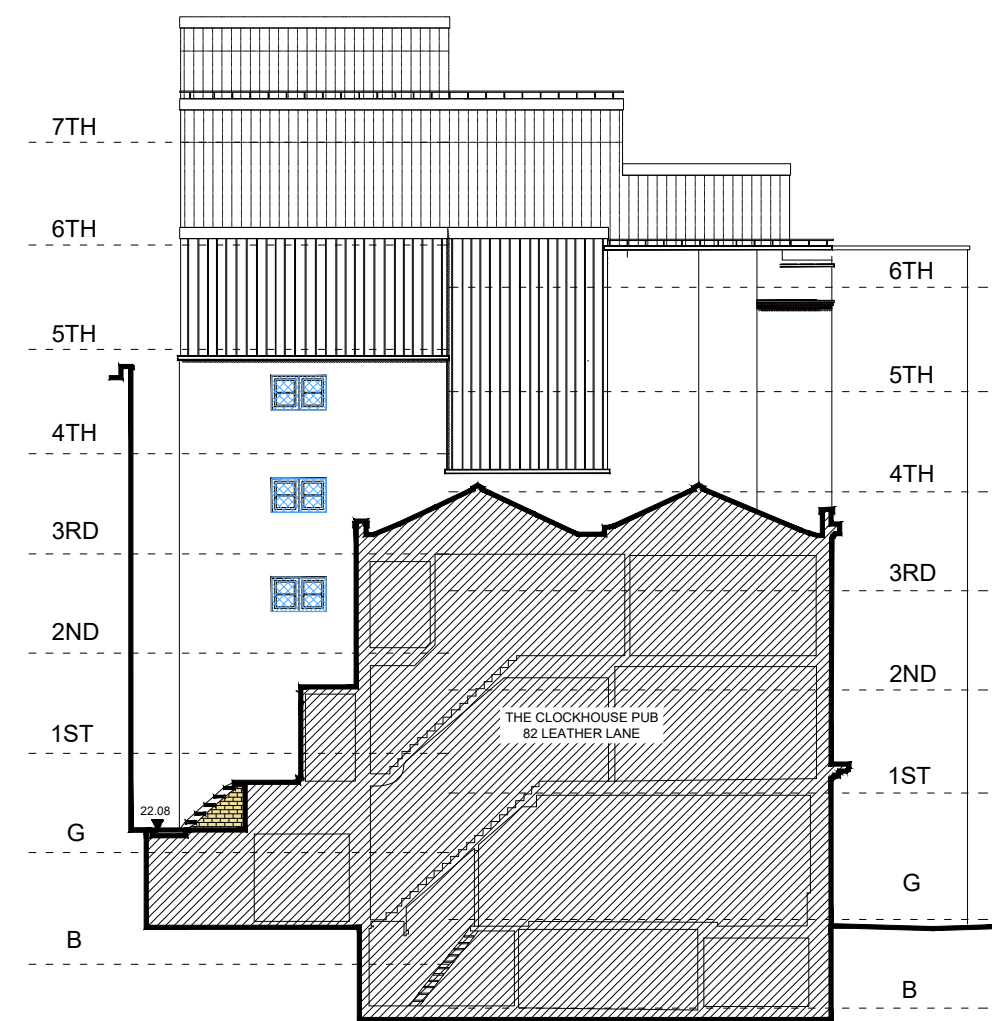 7TH
6TH
5TH
4TH
3RD
2ND
1ST
G
B
22.08
THE CLOCKHOUSE PUB
82 LEATHER LANE
6TH
5TH
4TH
3RD
2ND
1ST
G
B